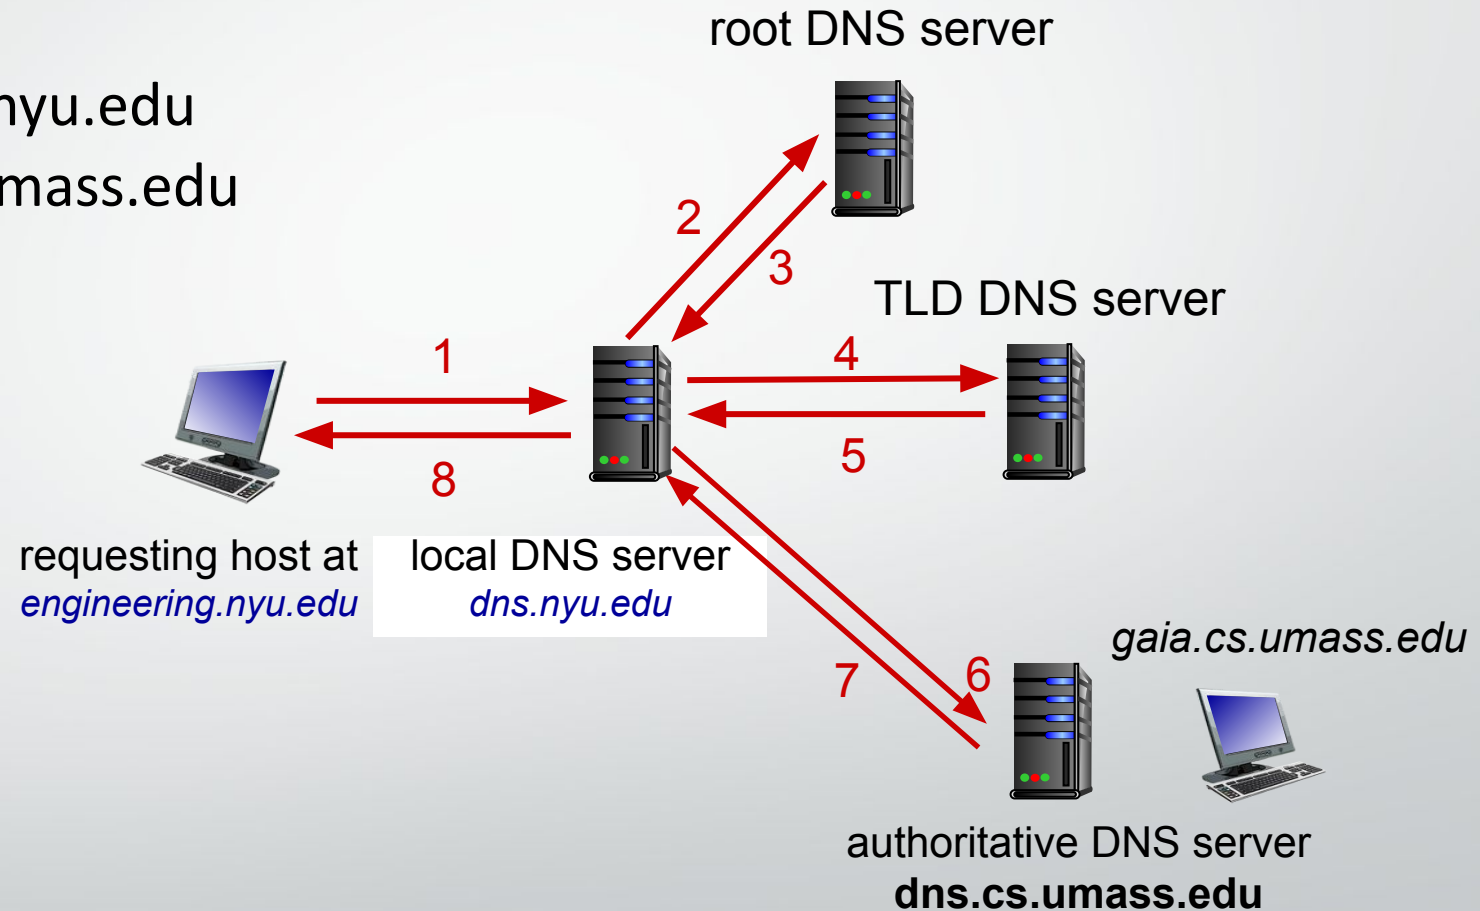 root DNS server
nyu.edu
mass.edu
2
3
TLD DNS server
1
4
8
5
requesting host at
engineering.nyu.edu
local DNS server
dns.nyu.edu
gaia.cs.umass.edu
7
6
authoritative DNS server
dns.cs.umass.edu